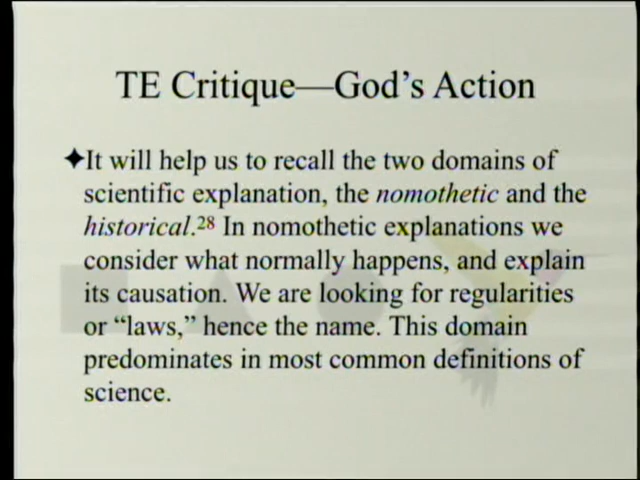 TE Critique—God's Action
✦It will help us to recall the two domains of
scientific explanation, the nomothetic and the
historical.28 In nomothetic explanations we
consider what normally happens, and explain
its causation. We are looking for regularities
or “laws,” hence the name. This domain
predominates in most common definitions of
science.